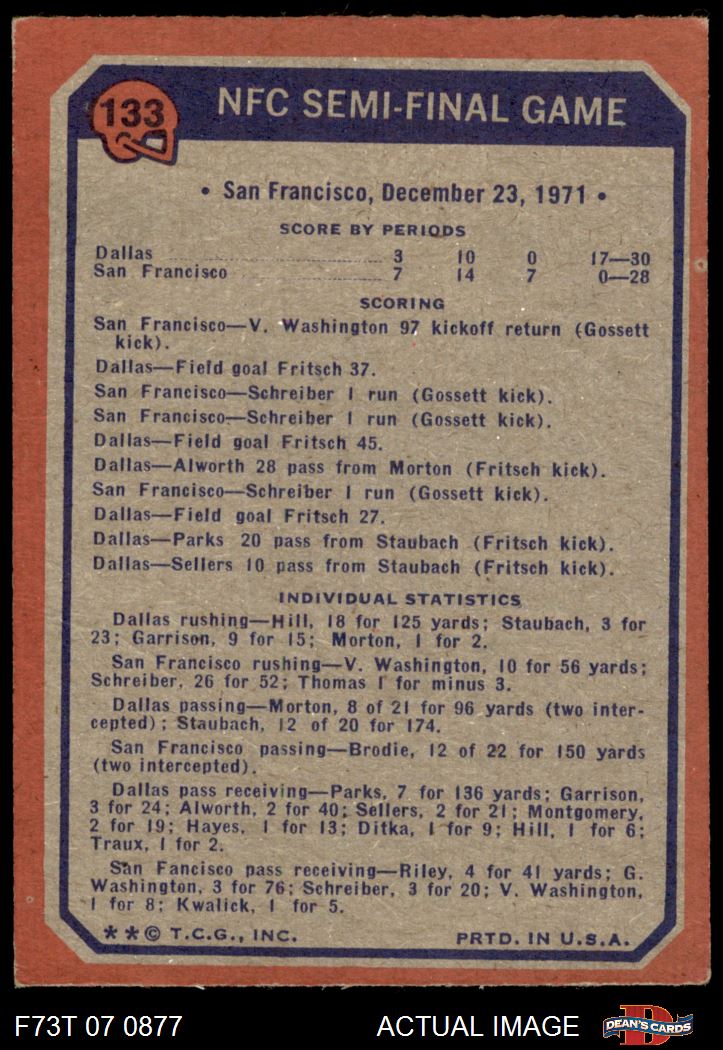 133
NFC SEMI-FINAL GAME
• San Francisco, December 23, 1971 •
SCORE BY PERIODS
Dallas ........ 3 10 0 17—30
San Francisco ........ 7 14 7 0—28
SCORING
San Francisco—V. Washington 97 kickoff return (Gossett
kick).
Dallas—Field goal Fritsch 37.
San Francisco—Schreiber 1 run (Gossett kick).
San Francisco—Schreiber 1 run (Gossett kick).
Dallas—Field goal Fritsch 45.
Dallas—Alworth 28 pass from Morton (Fritsch kick).
San Francisco—Schreiber 1 run (Gossett kick).
Dallas—Field goal Fritsch 27.
Dallas—Parks 20 pass from Staubach (Fritsch kick).
Dallas—Sellers 10 pass from Staubach (Fritsch kick).
INDIVIDUAL STATISTICS
Dallas rushing—Hill, 18 for 125 yards; Staubach, 3 for
23; Garrison, 9 for 15; Morton, 1 for 2.
San Francisco rushing—V. Washington, 10 for 56 yards;
Schreiber, 26 for 52; Thomas 1 for minus 3.
Dallas passing—Morton, 8 of 21 for 96 yards (two inter-
cepted); Staubach, 12 of 20 for 174.
San Francisco passing—Brodie, 12 of 22 for 150 yards
(two intercepted).
Dallas pass receiving—Parks, 7 for 136 yards; Garrison,
3 for 24; Alworth, 2 for 40; Sellers, 2 for 21; Montgomery,
2 for 19; Hayes, 1 for 13; Ditka, 1 for 9; Hill, 1 for 6;
Traux, 1 for 2.
San Fancisco pass receiving—Riley, 4 for 41 yards; G.
Washington, 3 for 76; Schreiber, 3 for 20; V. Washington,
1 for 8; Kwalick, 1 for 5.
**© T.C.G., INC. PRTD. IN U.S.A.
F73T 07 0877 ACTUAL IMAGE DEAN'S CARDS